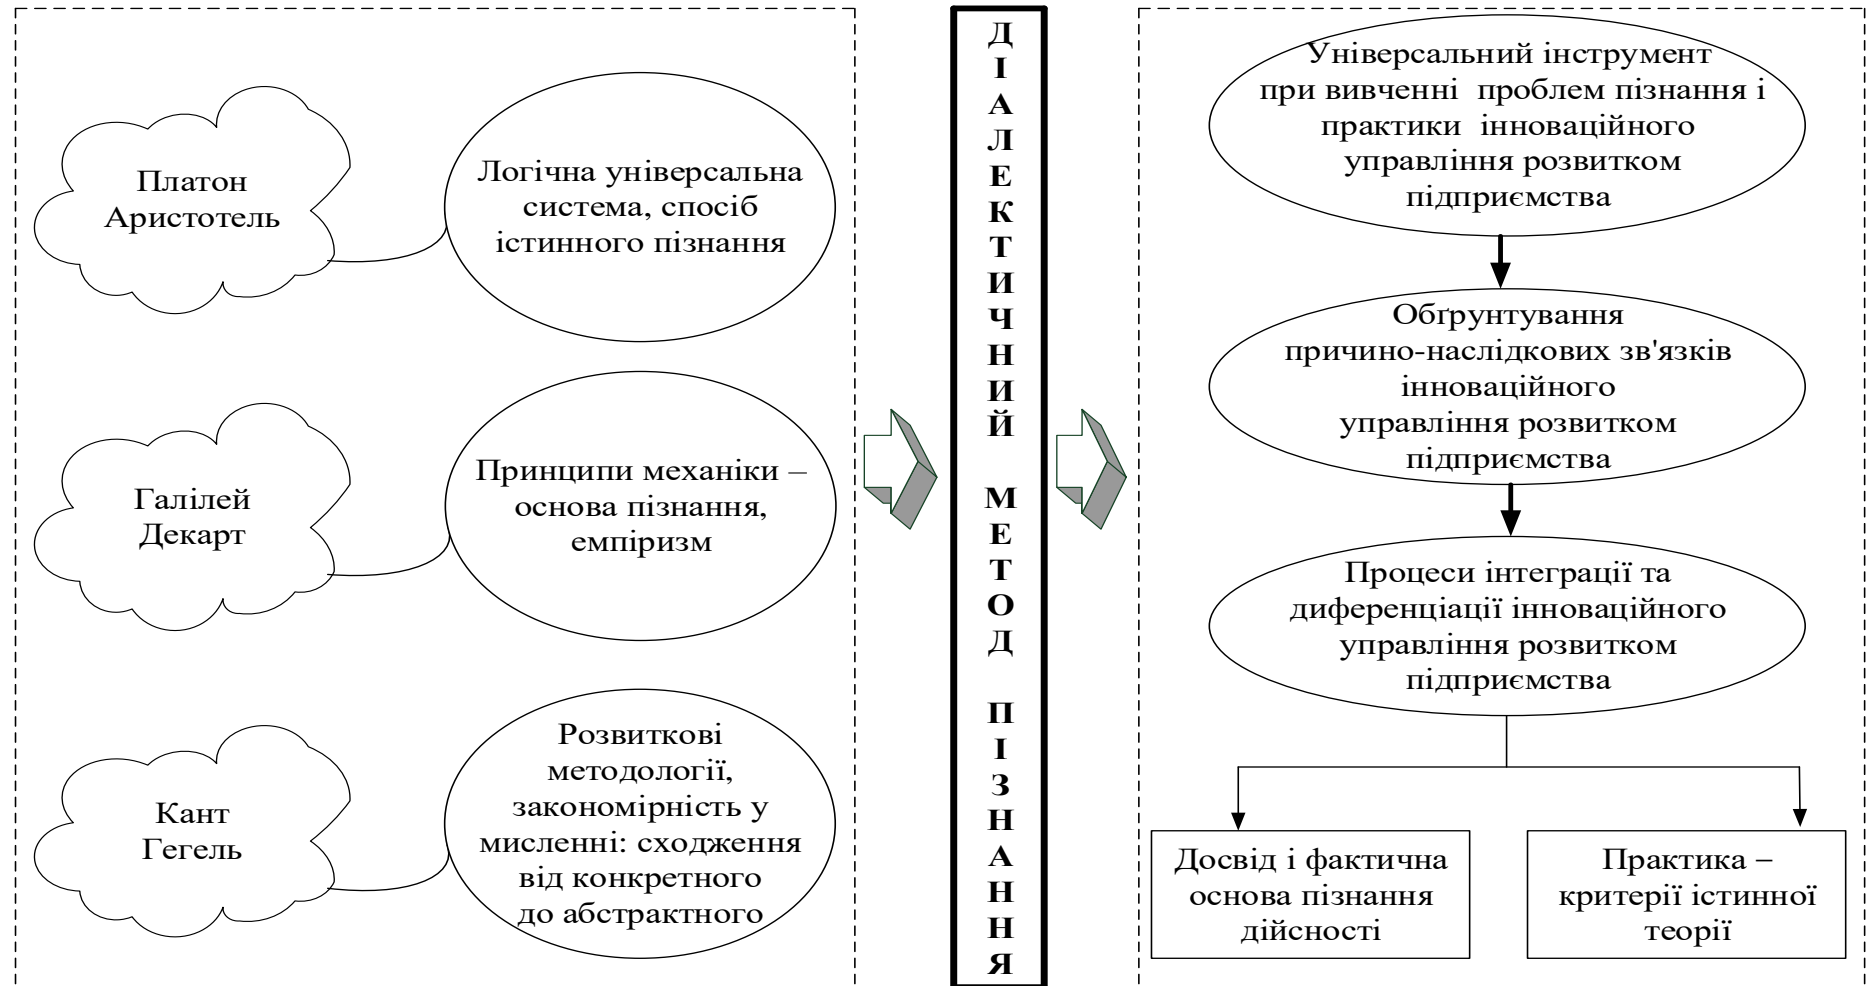 Платон
Аристотель
Логічна універсальна
система, спосіб
істинного пізнання
Галілей
Декарт
Принципи механіки –
основа пізнання,
емпіризм
Кант
Гегель
Розвиткові
методології,
закономірність у
мисленні: сходження
від конкретного
до абстрактного
ДІАЛЕКТИЧНИЙ МЕТОД ПІЗНАННЯ
Універсальний інструмент
при вивченні проблем пізнання і
практики інноваційного
управління розвитком
підприємства
Обґрунтування
причино-наслідкових зв'язків
інноваційного
управління розвитком
підприємства
Процеси інтеграції та
диференціації інноваційного
управління розвитком
підприємства
Досвід і фактична
основа пізнання
дійсності
Практика –
критерії істинної
теорії